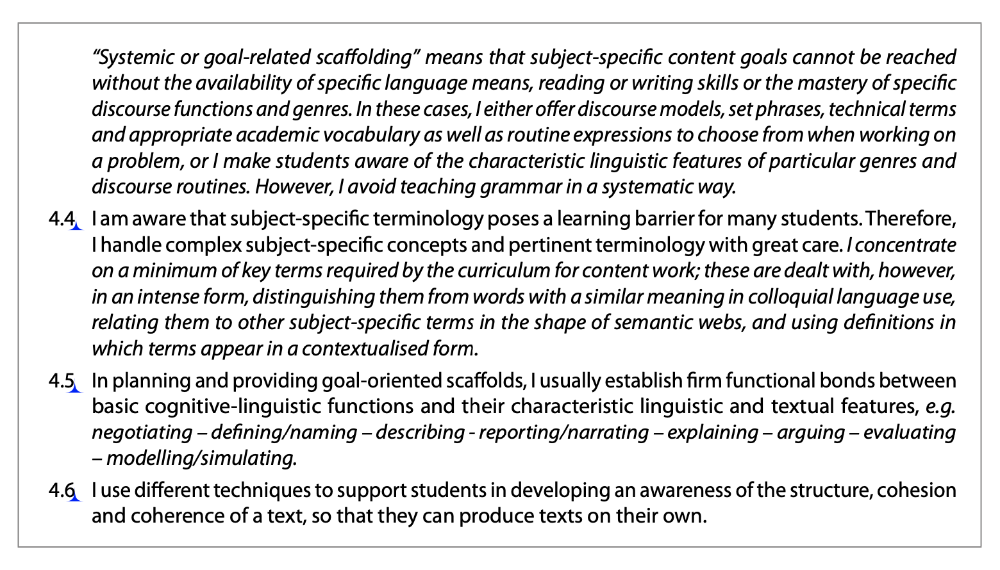 “Systemic or goal-related scaffolding” means that subject-specific content goals cannot be reached
without the availability of specific language means, reading or writing skills or the mastery of specific
discourse functions and genres. In these cases, I either offer discourse models, set phrases, technical terms
and appropriate academic vocabulary as well as routine expressions to choose from when working on
a problem, or I make students aware of the characteristic linguistic features of particular genres and
discourse routines. However, I avoid teaching grammar in a systematic way.
4.4 I am aware that subject-specific terminology poses a learning barrier for many students. Therefore,
I handle complex subject-specific concepts and pertinent terminology with great care. I concentrate
on a minimum of key terms required by the curriculum for content work; these are dealt with, however,
in an intense form, distinguishing them from words with a similar meaning in colloquial language use,
relating them to other subject-specific terms in the shape of semantic webs, and using definitions in
which terms appear in a contextualised form.
4.5 In planning and providing goal-oriented scaffolds, I usually establish firm functional bonds between
basic cognitive-linguistic functions and their characteristic linguistic and textual features, e.g.
negotiating – defining/naming – describing - reporting/narrating – explaining – arguing – evaluating
– modelling/simulating.
4.6 I use different techniques to support students in developing an awareness of the structure, cohesion
and coherence of a text, so that they can produce texts on their own.